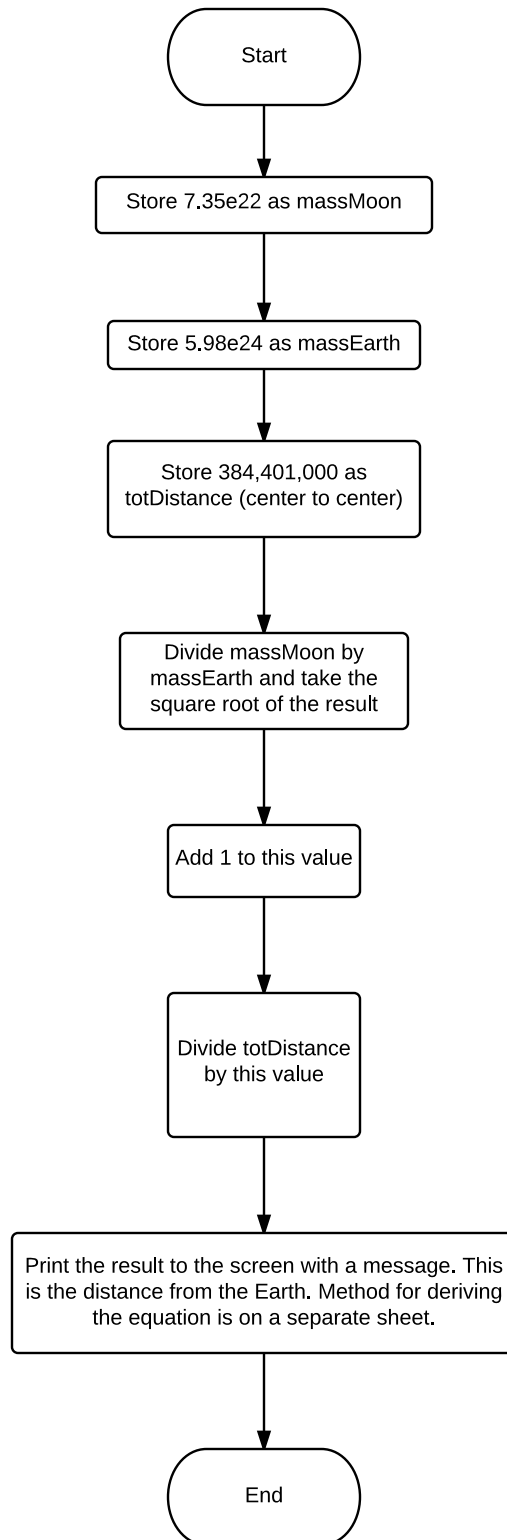 Start
Store 7.35e22 as massMoon
Store 5.98e24 as massEarth
Store 384,401,000 as
totDistance (center to center)
Divide massMoon by
massEarth and take the
square root of the result
Add 1 to this value
Divide totDistance
by this value
Print the result to the screen with a message. This
is the distance from the Earth. Method for deriving
the equation is on a separate sheet.
End